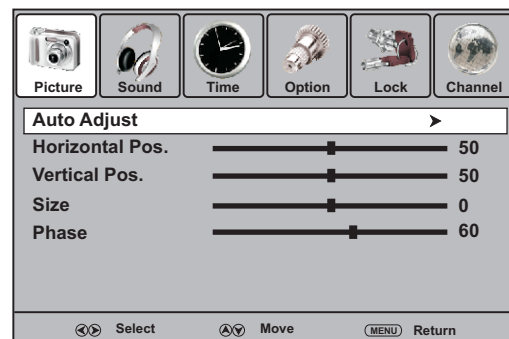 Picture Sound Time Option Lock Channel
Auto Adjust
Horizontal Pos. 50
Vertical Pos. 50
Size 0
Phase 60
Select Move MENU Return